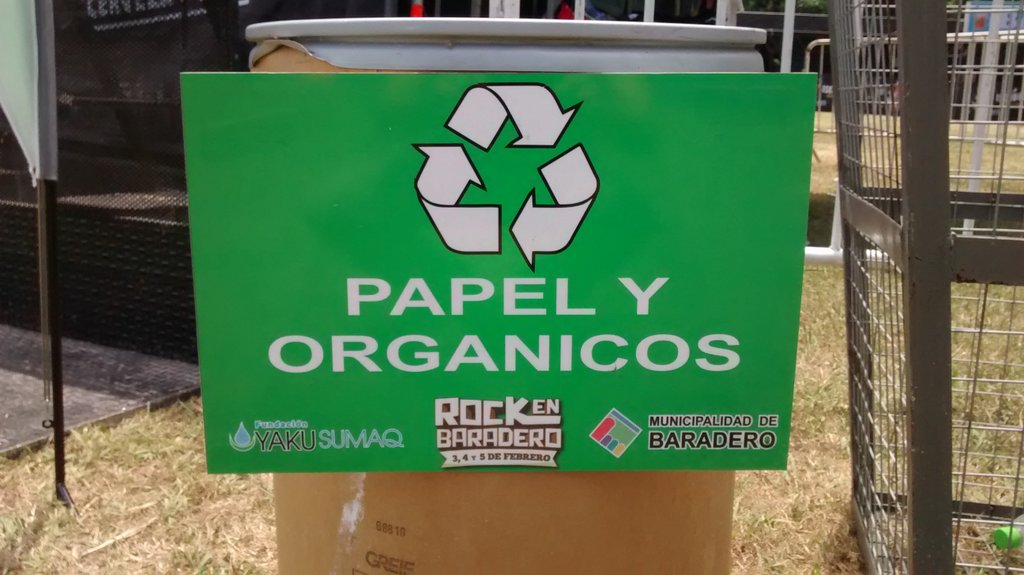 PAPEL Y
ORGANICOS
Fundación
YAKU SUMAQ
ROCK EN
BARADERO
3, 4 Y 5 DE FEBRERO
MUNICIPALIDAD DE
BARADERO
GREIF